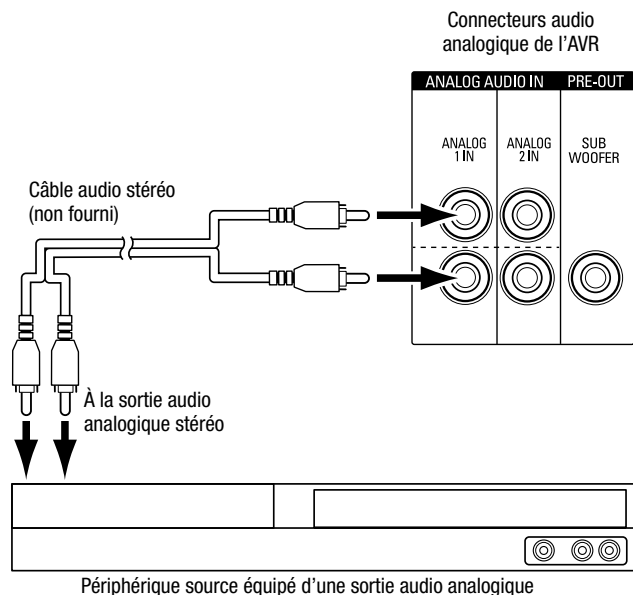 Connecteurs audio
analogique de l’AVR
ANALOG AUDIO IN
PRE-OUT
ANALOG
1 IN
ANALOG
2 IN
SUB
WOOFER
Câble audio stéréo
(non fourni)
À la sortie audio
analogique stéréo
Périphérique source équipé d’une sortie audio analogique